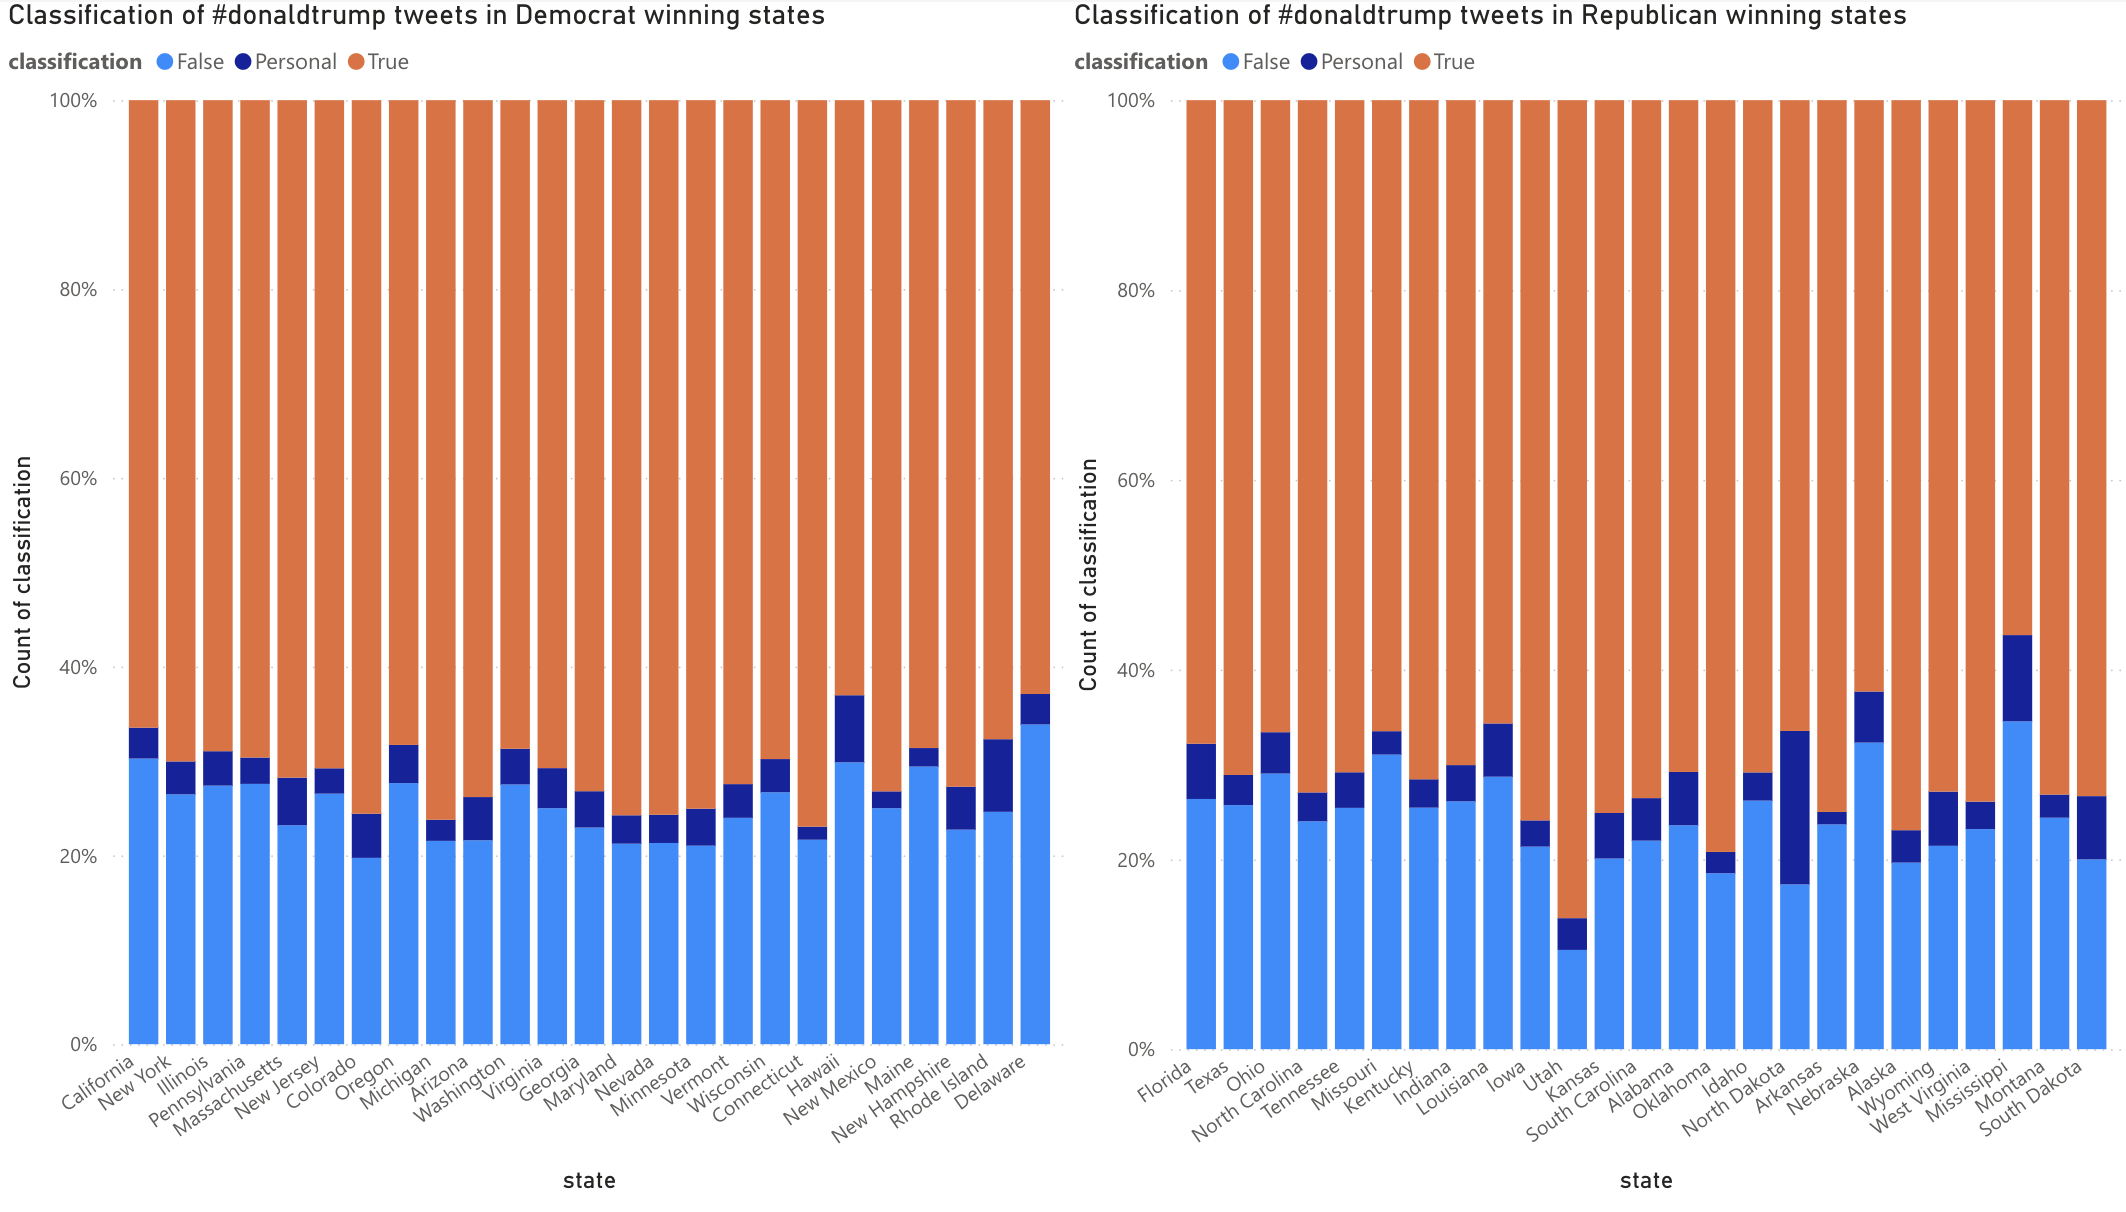 Classification of #donaldtrump tweets in Democrat winning states
classification False Personal True
100%
80%
60%
40%
20%
0%
Count of classification
California
New York
Illinois
Pennsylvania
Massachusetts
New Jersey
Colorado
Oregon
Michigan
Arizona
Washington
Virginia
Georgia
Maryland
Nevada
Minnesota
Vermont
Wisconsin
Connecticut
Hawaii
New Mexico
Maine
New Hampshire
Rhode Island
Delaware
state
Classification of #donaldtrump tweets in Republican winning states
classification False Personal True
100%
80%
60%
40%
20%
0%
Count of classification
Florida
Texas
Ohio
North Carolina
Tennessee
Missouri
Kentucky
Indiana
Louisiana
Iowa
Utah
Kansas
South Carolina
Alabama
Oklahoma
Idaho
North Dakota
Arkansas
Nebraska
Alaska
Wyoming
West Virginia
Mississippi
Montana
South Dakota
state